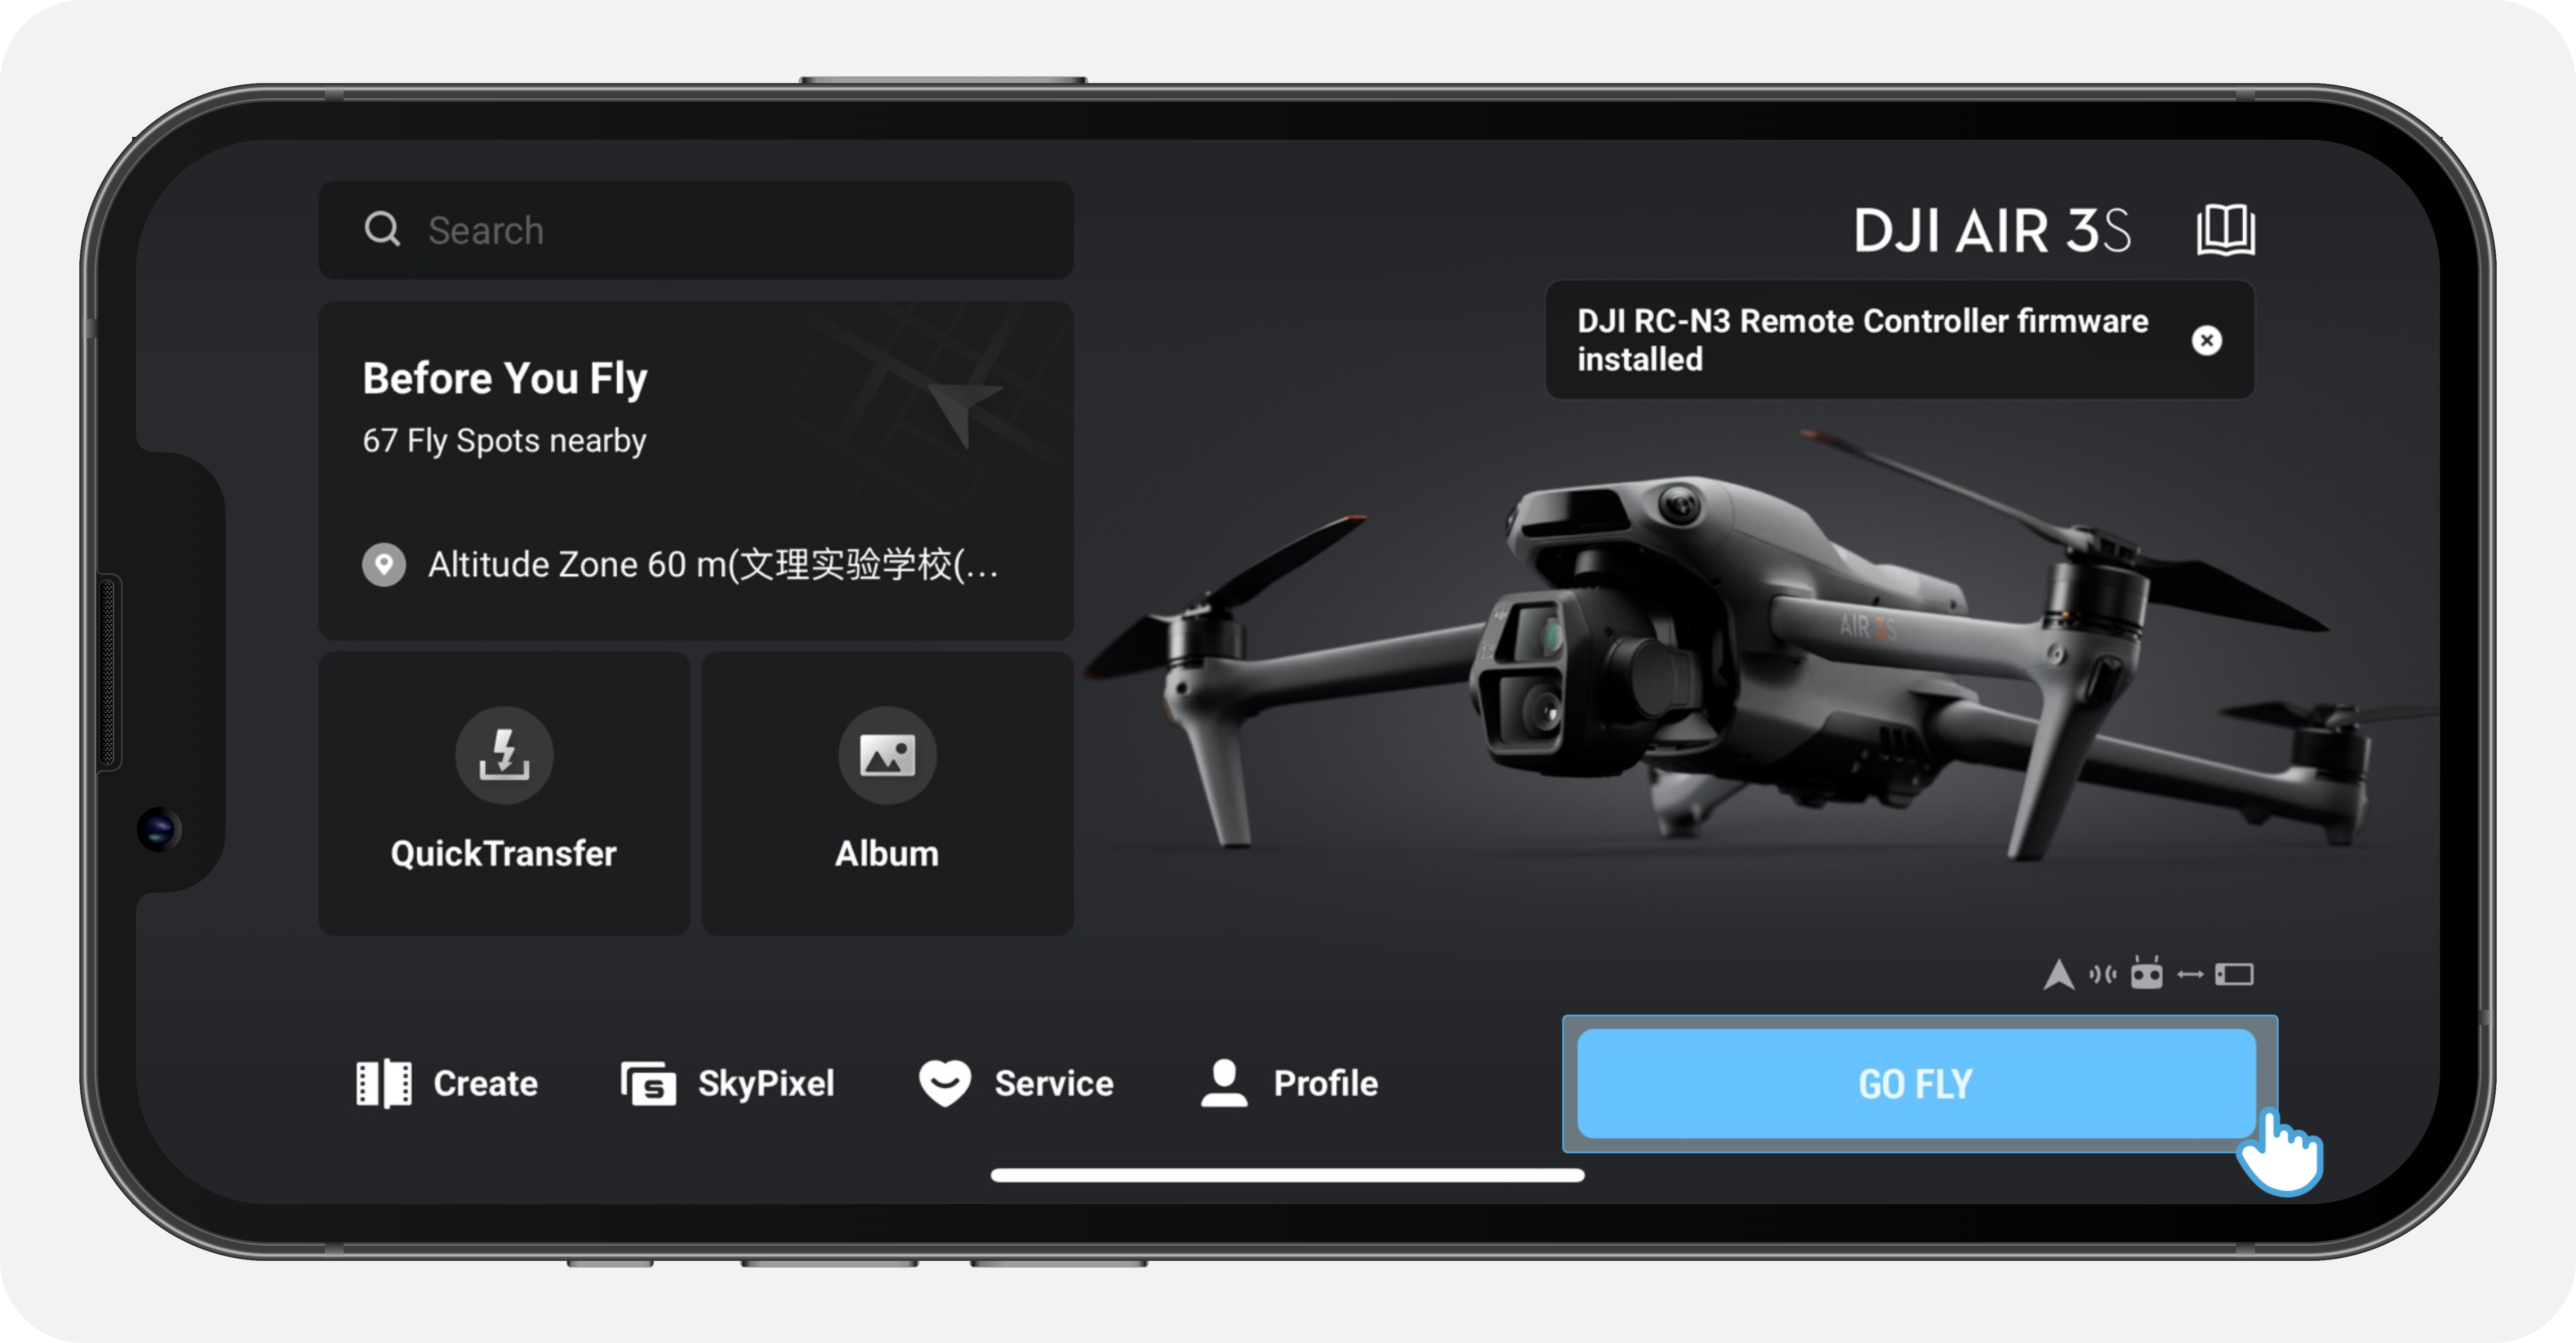 Search
DJI AIR 3S
DJI RC-N3 Remote Controller firmware
installed
Before You Fly
67 Fly Spots nearby
Altitude Zone 60 m(文理实验学校(...
AIR 3S
QuickTransfer
Album
Create
SkyPixel
Service
Profile
GO FLY